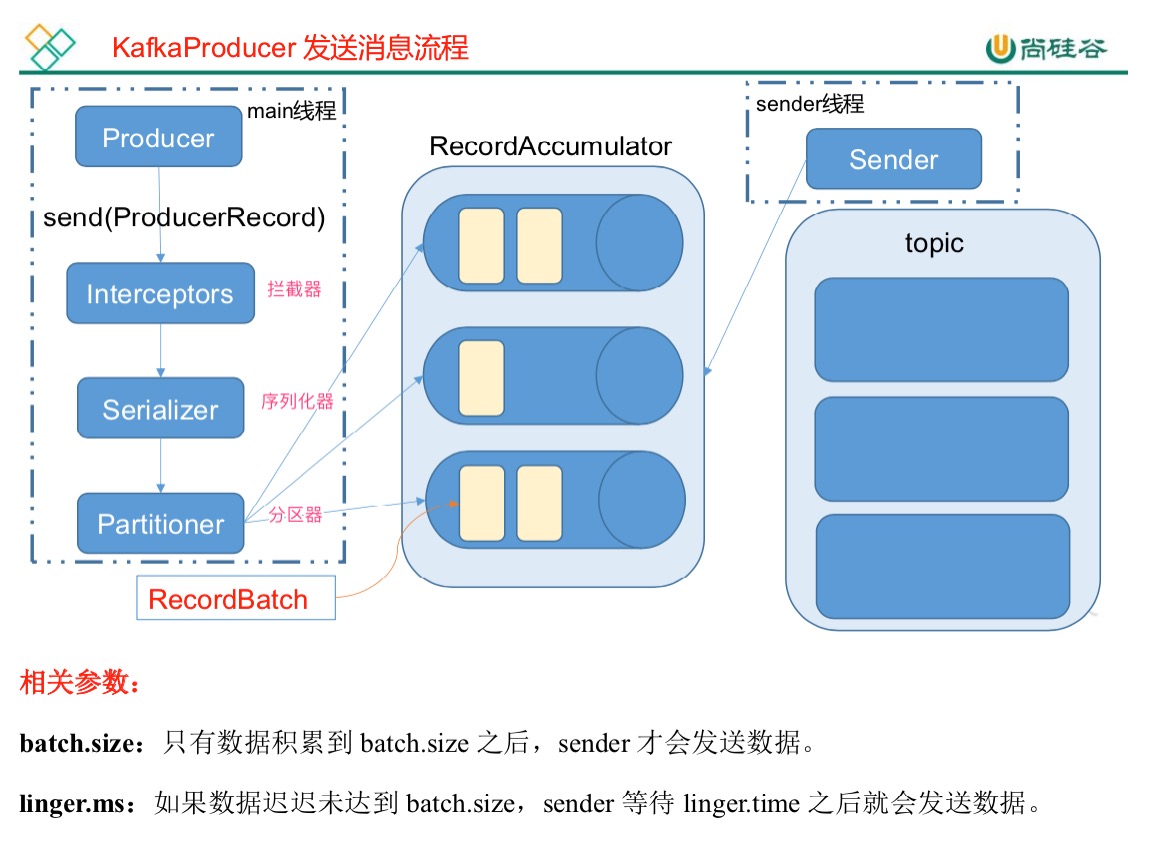 KafkaProducer 发送消息流程
尚硅谷
main线程
Producer
send(ProducerRecord)
Interceptors
拦截器
Serializer
序列化器
Partitioner
分区器
RecordBatch
RecordAccumulator
sender线程
Sender
topic
相关参数：
batch.size：只有数据积累到 batch.size 之后，sender 才会发送数据。
linger.ms：如果数据迟迟未达到 batch.size，sender 等待 linger.time 之后就会发送数据。